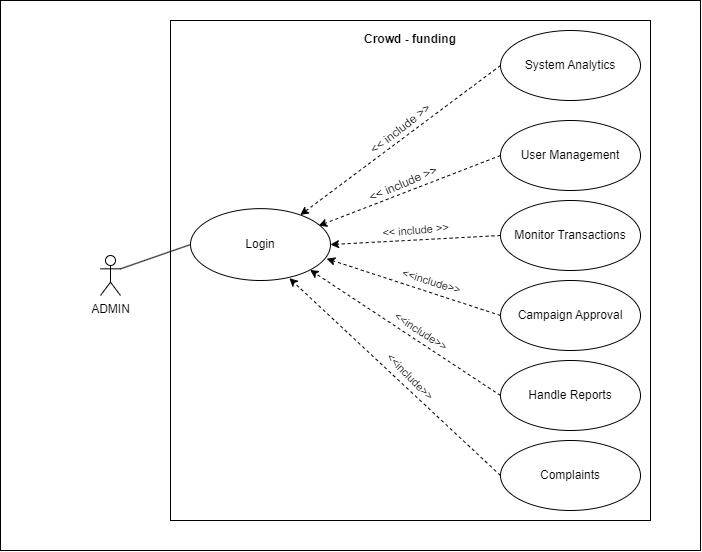 Crowd - funding
System Analytics
<< include >>
User Management
<< include >>
Monitor Transactions
<< include >>
Login
ADMIN
<<include>>
Campaign Approval
<<include>>
Handle Reports
<<include>>
Complaints